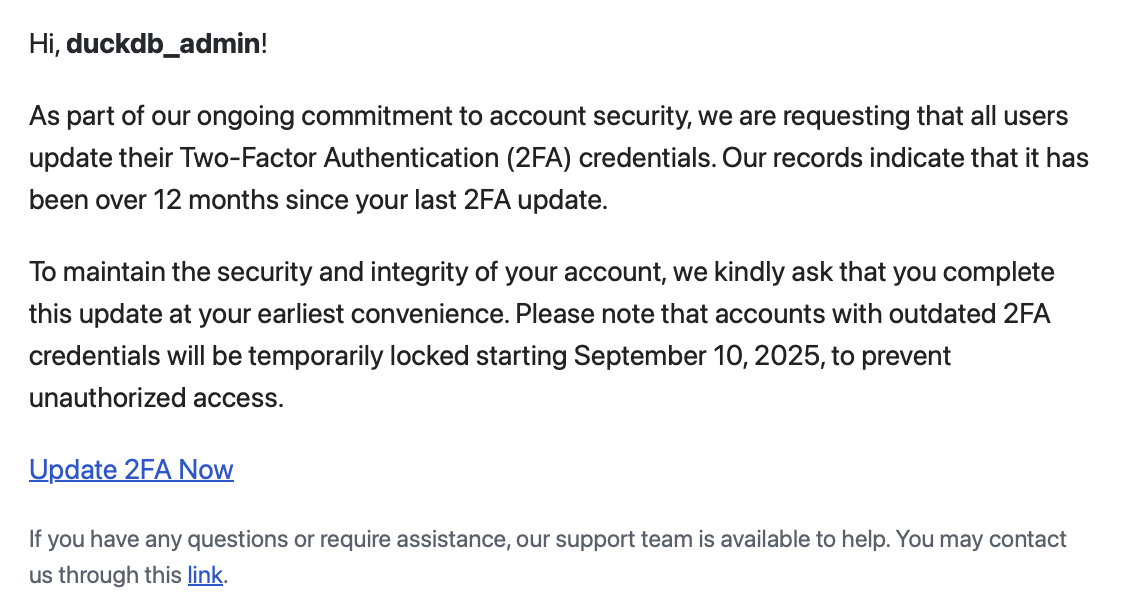 Hi, duckdb_admin!
As part of our ongoing commitment to account security, we are requesting that all users
update their Two-Factor Authentication (2FA) credentials. Our records indicate that it has
been over 12 months since your last 2FA update.
To maintain the security and integrity of your account, we kindly ask that you complete
this update at your earliest convenience. Please note that accounts with outdated 2FA
credentials will be temporarily locked starting September 10, 2025, to prevent
unauthorized access.
Update 2FA Now
If you have any questions or require assistance, our support team is available to help. You may contact
us through this link.